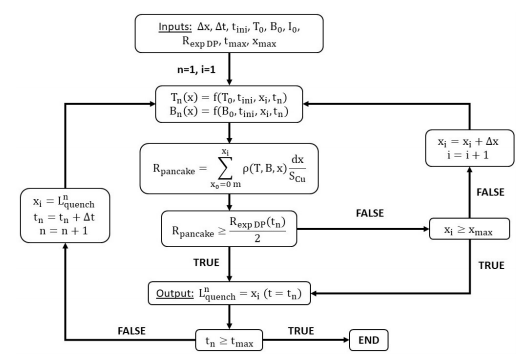 Inputs: Δx, Δt, t_ini, T_0, B_0, I_0,
R_exp DP, t_max, x_max
n=1, i=1
T_n(x) = f(T_0, t_ini, x_i, t_n)
B_n(x) = f(B_0, t_ini, x_i, t_n)
x_i = x_i + Δx
i = i + 1
R_pancake = ∑_{x_0=0 m}^{x_i} ρ(T, B, x) dx/S_Cu
x_i = L^n_quench
t_n = t_n + Δt
n = n + 1
FALSE
R_pancake ≥ R_exp DP(t_n)/2
FALSE
x_i ≥ x_max
TRUE
TRUE
Output: L^n_quench = x_i (t = t_n)
FALSE
t_n ≥ t_max
TRUE
END